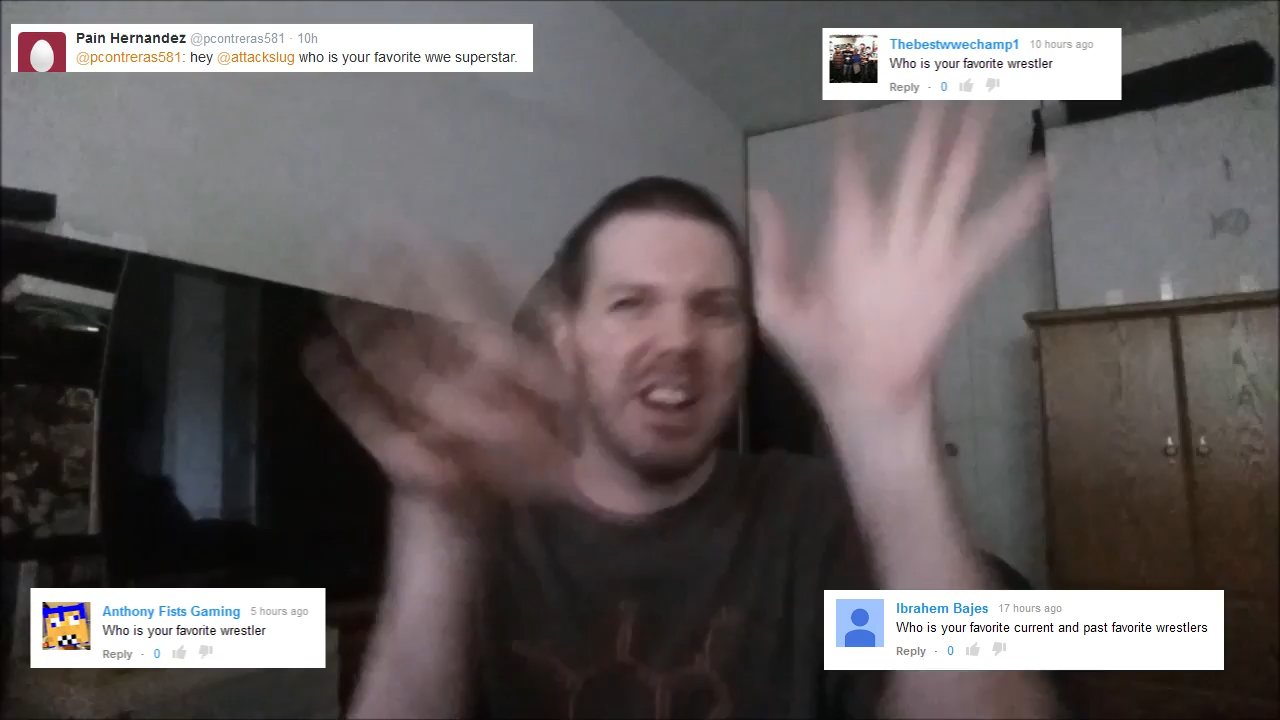 Pain Hernandez @pcontreras581 · 10h
@pcontreras581: hey @attackslug who is your favorite wwe superstar.
Thebestwwechamp1 10 hours ago
Who is your favorite wrestler
Reply · 0
Anthony Fists Gaming 5 hours ago
Who is your favorite wrestler
Reply · 0
Ibrahem Bajes 17 hours ago
Who is your favorite current and past favorite wrestlers
Reply · 0